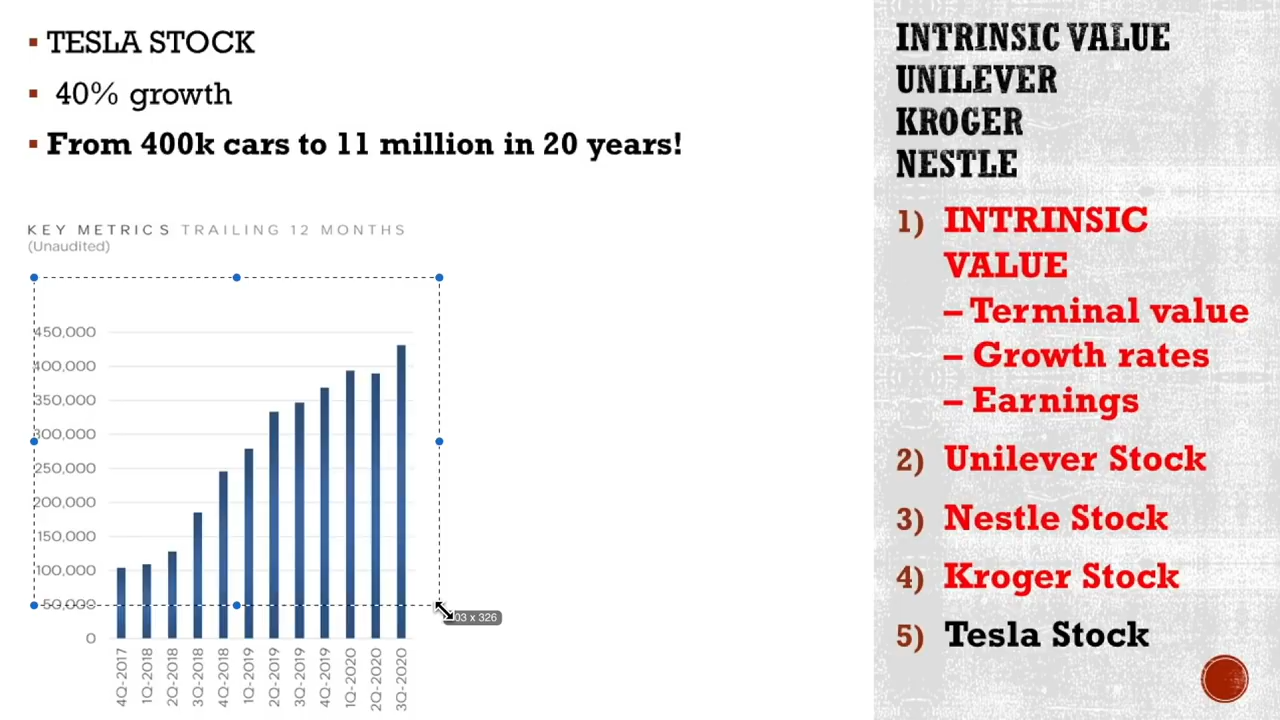 TESLA STOCK
40% growth
From 400k cars to 11 million in 20 years!
KEY METRICS TRAILING 12 MONTHS
(Unaudited)
450,000
400,000
350,000
300,000
250,000
200,000
150,000
100,000
50,000
0
4Q-2017
1Q-2018
2Q-2018
3Q-2018
4Q-2018
1Q-2019
2Q-2019
3Q-2019
4Q-2019
1Q-2020
2Q-2020
3Q-2020
x 326
INTRINSIC VALUE
UNILEVER
KROGER
NESTLE
1) INTRINSIC
VALUE
– Terminal value
– Growth rates
– Earnings
2) Unilever Stock
3) Nestle Stock
4) Kroger Stock
5) Tesla Stock